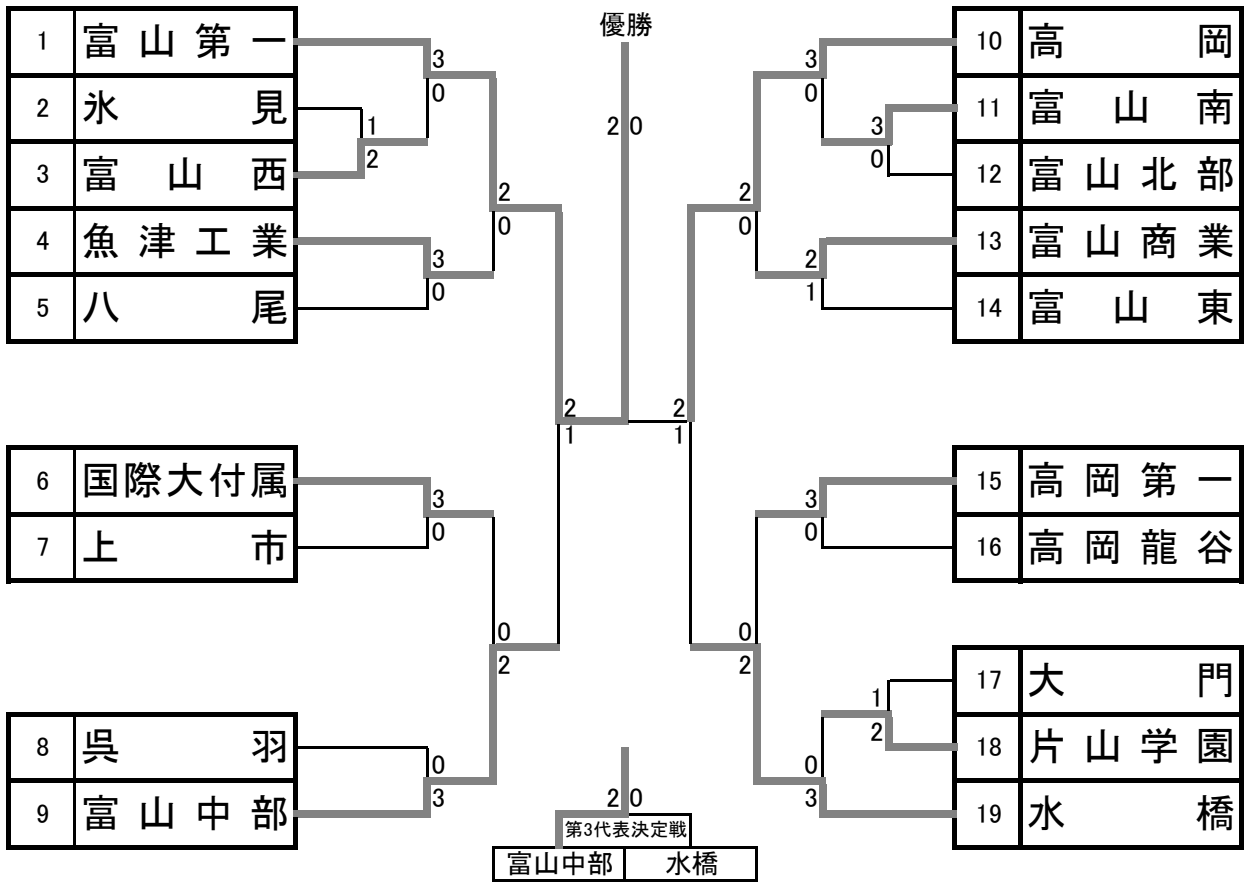 優勝
1 富山第一
2 氷見
3 富山西
4 魚津工業
5 八尾
3
0
1
2
2
0
3
0
2 0
10 高岡
11 富山南
12 富山北部
13 富山商業
14 富山東
3
0
3
0
2
0
2
1
2
1
2
1
6 国際大付属
7 上市
3
0
0
2
8 呉羽
9 富山中部
0
3
15 高岡第一
16 高岡龍谷
3
0
0
2
17 大門
18 片山学園
19 水橋
1
2
0
3
2 0
第3代表決定戦
富山中部 水橋